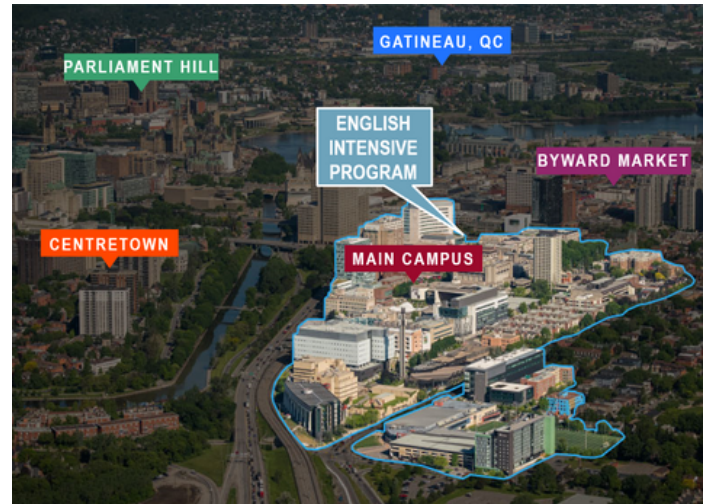 GATINEAU, QC
PARLIAMENT HILL
ENGLISH
INTENSIVE
PROGRAM
BYWARD MARKET
CENTRETOWN
MAIN CAMPUS